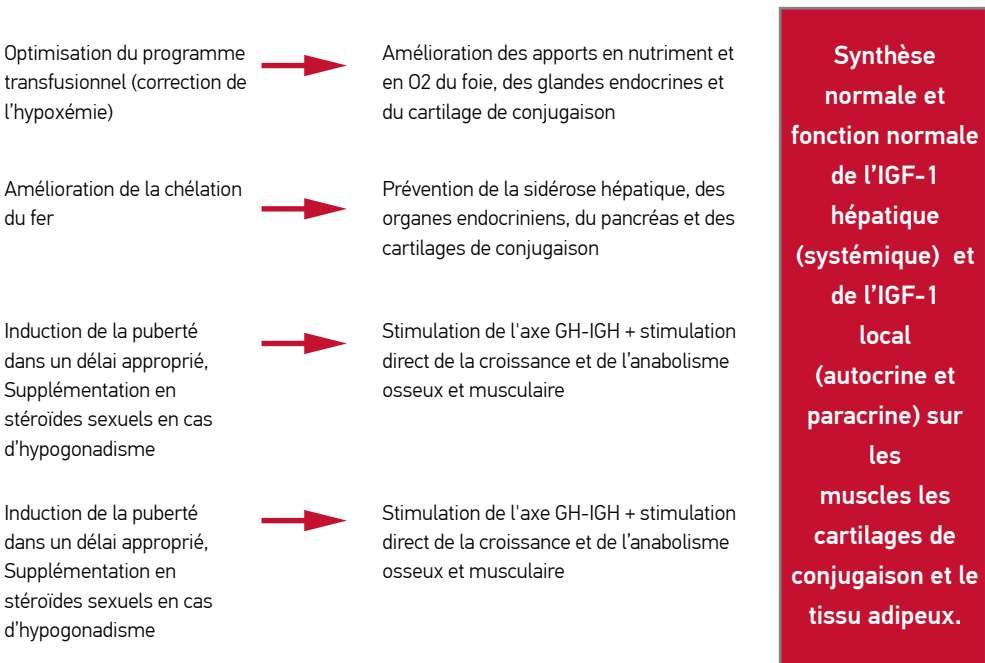 Optimisation du programme
transfusionnel (correction de
l'hypoxémie)
Amélioration des apports en nutriment et
en O2 du foie, des glandes endocrines et
du cartilage de conjugaison
Amélioration de la chélation
du fer
Prévention de la sidérose hépatique, des
organes endocriniens, du pancréas et des
cartilages de conjugaison
Induction de la puberté
dans un délai approprié,
Supplémentation en
stéroïdes sexuels en cas
d'hypogonadisme
Stimulation de l'axe GH-IGH + stimulation
direct de la croissance et de l'anabolisme
osseux et musculaire
Induction de la puberté
dans un délai approprié,
Supplémentation en
stéroïdes sexuels en cas
d'hypogonadisme
Stimulation de l'axe GH-IGH + stimulation
direct de la croissance et de l'anabolisme
osseux et musculaire
Synthèse
normale et
fonction normale
de l'IGF-1
hépatique
(systémique) et
de l'IGF-1
local
(autocrine et
paracrine) sur
les
muscles les
cartilages de
conjugaison et le
tissu adipeux.